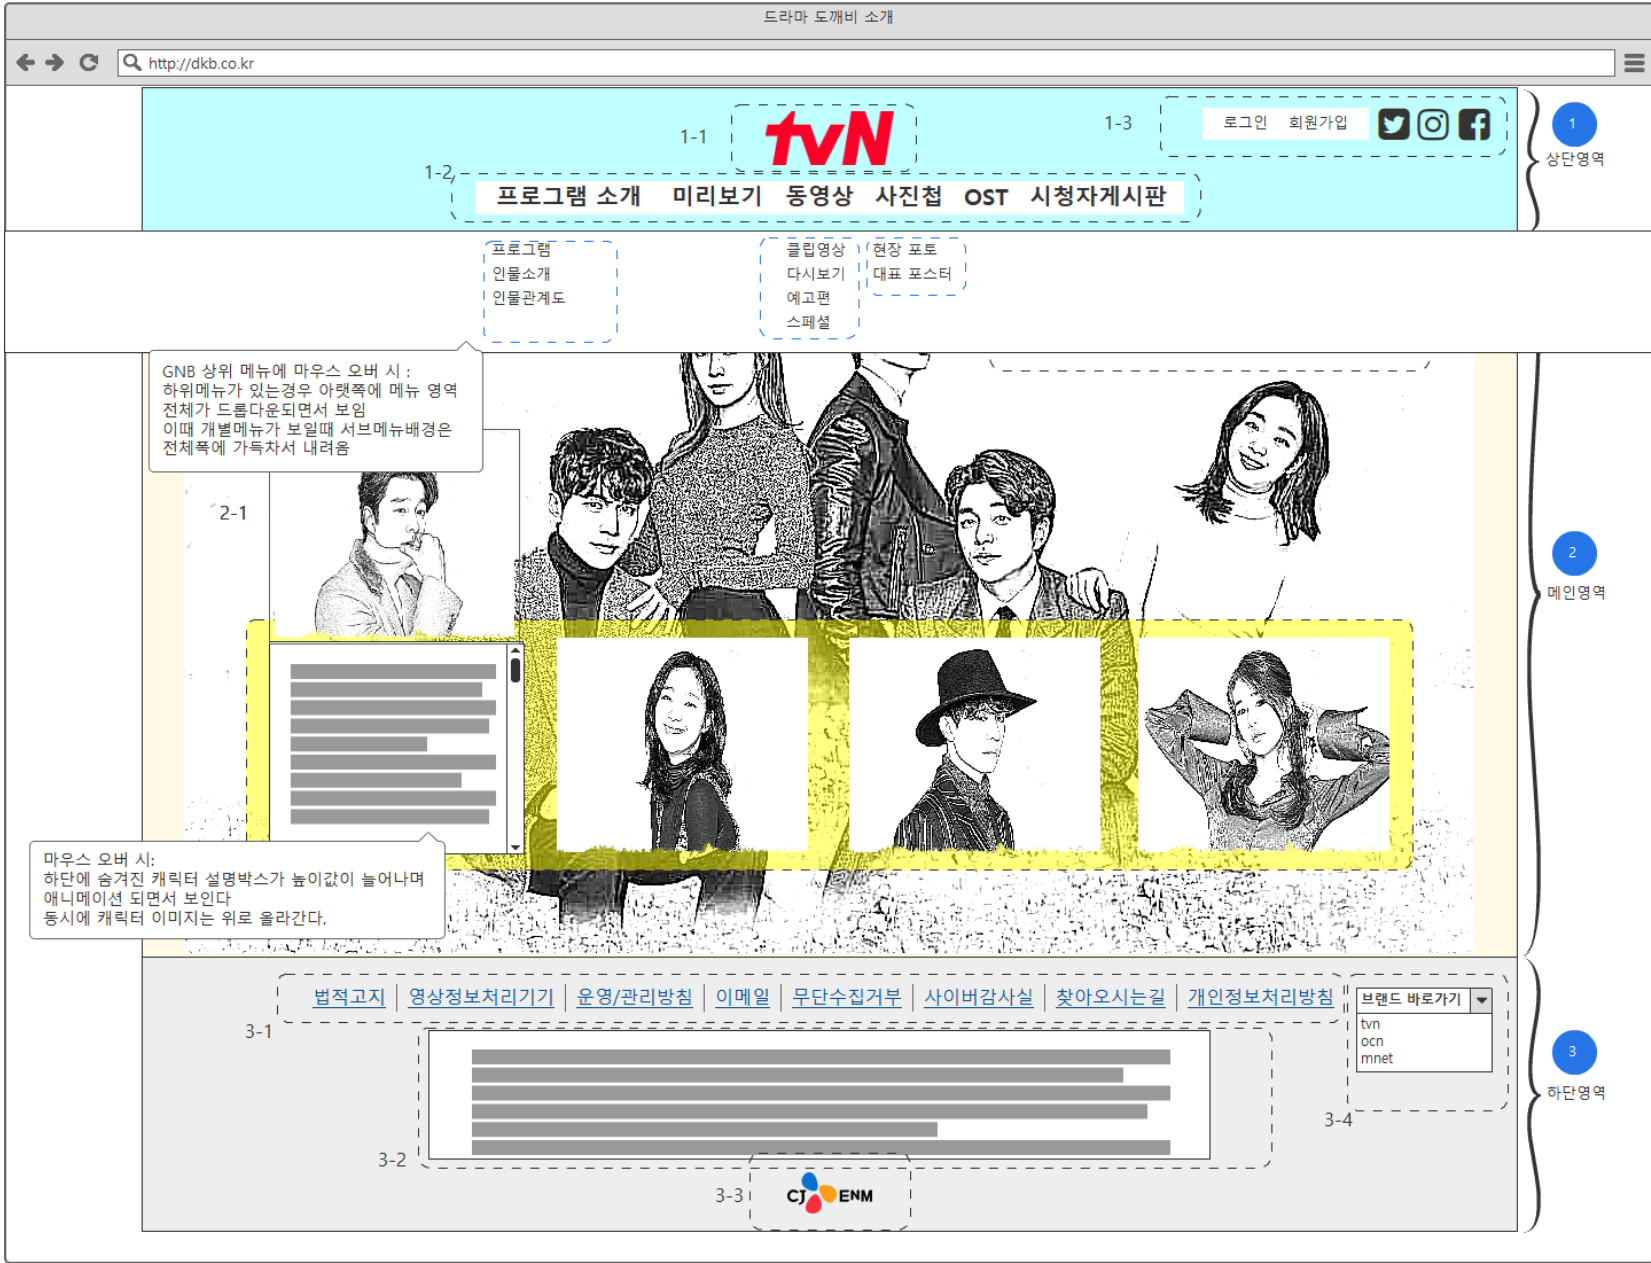 드라마 도깨비 소개
http://dkb.co.kr
1-1
tvN
1-3
로그인 회원가입
1
상단영역
1-2
프로그램 소개 미리보기 동영상 사진첩 OST 시청자게시판
프로그램
인물소개
인물관계도
클립영상
다시보기
예고편
스페셜
현장 포토
대표 포스터
GNB 상위 메뉴에 마우스 오버 시 :
하위메뉴가 있는경우 아랫쪽에 메뉴 영역
전체가 드롭다운되면서 보임
이때 개별메뉴가 보일때 서브메뉴배경은
전체폭에 가득차서 내려옴
2-1
2
메인영역
마우스 오버 시:
하단에 숨겨진 캐릭터 설명박스가 높이값이 늘어나며
애니메이션 되면서 보인다
동시에 캐릭터 이미지는 위로 올라간다.
법적고지 영상정보처리기기 운영/관리방침 이메일 무단수집거부 사이버감사실 찾아오시는길 개인정보처리방침
3-1
브랜드 바로가기
tvn
ocn
mnet
3-4
3
하단영역
3-2
3-3
CJ ENM